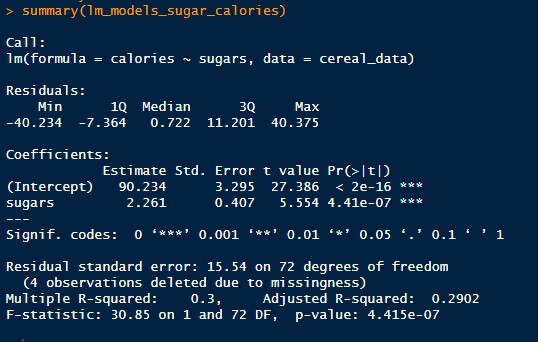 > summary(lm_models_sugar_calories)
Call:
lm(formula = calories ~ sugars, data = cereal_data)
Residuals:
    Min      1Q  Median      3Q     Max
-40.234  -7.364   0.722  11.201  40.375
Coefficients:
            Estimate Std. Error t value Pr(>|t|)
(Intercept)   90.234      3.295  27.386  < 2e-16 ***
sugars         2.261      0.407   5.554 4.41e-07 ***
---
Signif. codes:  0 ‘***’ 0.001 ‘**’ 0.01 ‘*’ 0.05 ‘.’ 0.1 ‘ ’ 1
Residual standard error: 15.54 on 72 degrees of freedom
  (4 observations deleted due to missingness)
Multiple R-squared:    0.3,	Adjusted R-squared:  0.2902
F-statistic: 30.85 on 1 and 72 DF,  p-value: 4.415e-07